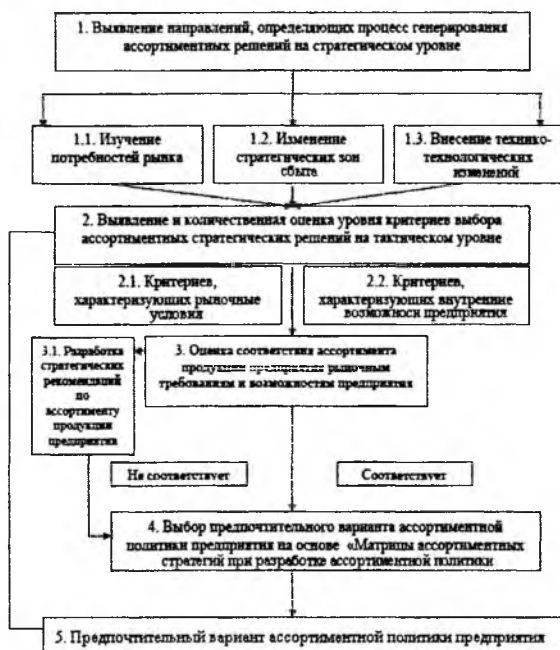 1. Выявление направлений, определяющих процесс генерирования
ассортиментных решений на стратегическом уровне
1.1. Изучение
потребностей рынка
1.2. Изменение
стратегических зон
сбыта
1.3. Внесение технико-
технологических
изменений
2. Выявление и количественная оценка уровня критериев выбора
ассортиментных стратегических решений на тактическом уровне
2.1. Критериев,
характеризующих рыночные
условия
2.2. Критериев,
характеризующих внутренние
возможноси предприятия
3.1. Разработка
стратегических
рекомендаций
по
ассортименту
продукции
предприятия
3. Оценка соответствия ассортимента
продукции предприятия рыночным
требованиям и возможностям предприятия
Не соответствует
Соответствует
4. Выбор предпочтительного варианта ассортиментной
политики предприятия на основе «Матрицы ассортиментных
стратегий при разработке ассортиментной политики
5. Предпочтительный вариант ассортиментной политики предприятия